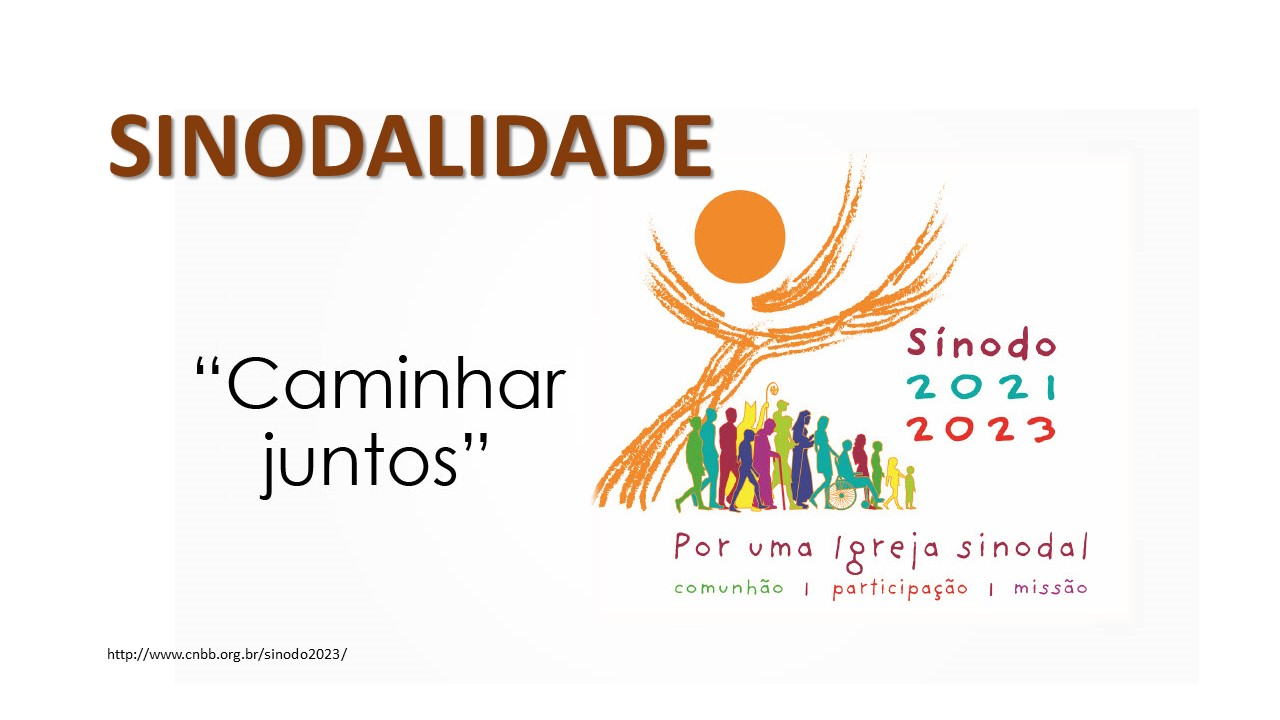 SINODALIDADE
“Caminhar
juntos”
Sínodo
2021
2023
Por uma Igreja sinodal
comunhão | participação | missão
http://www.cnbb.org.br/sinodo2023/